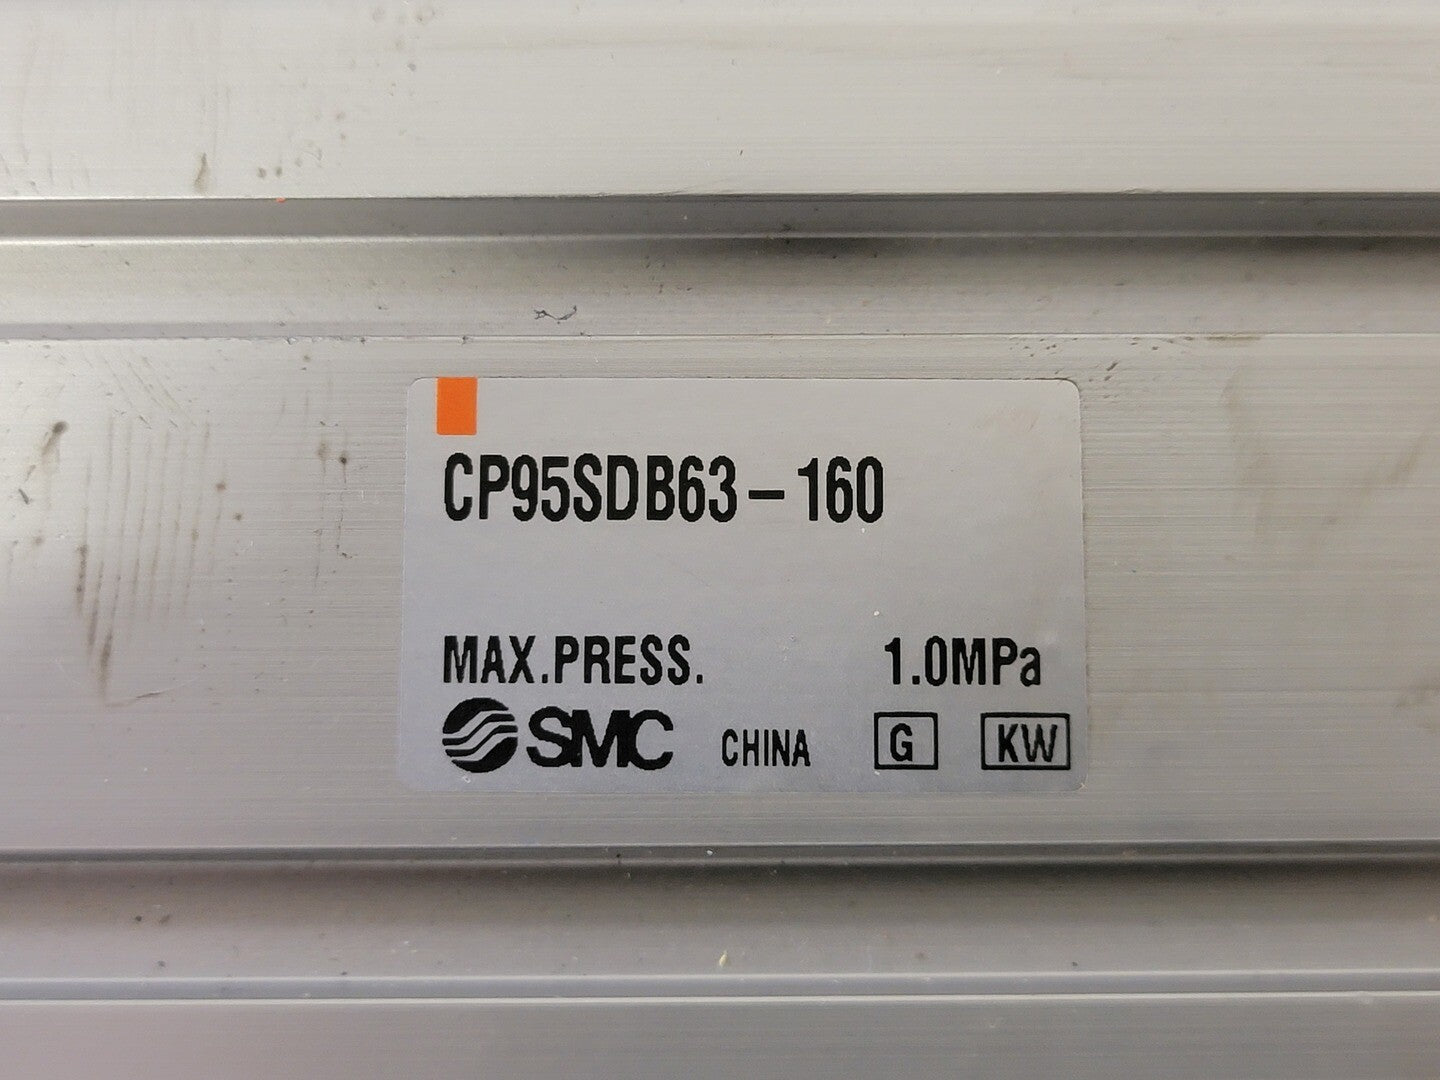 CP95SDB63-160
MAX.PRESS. 1.0MPa
SMC CHINA G KW